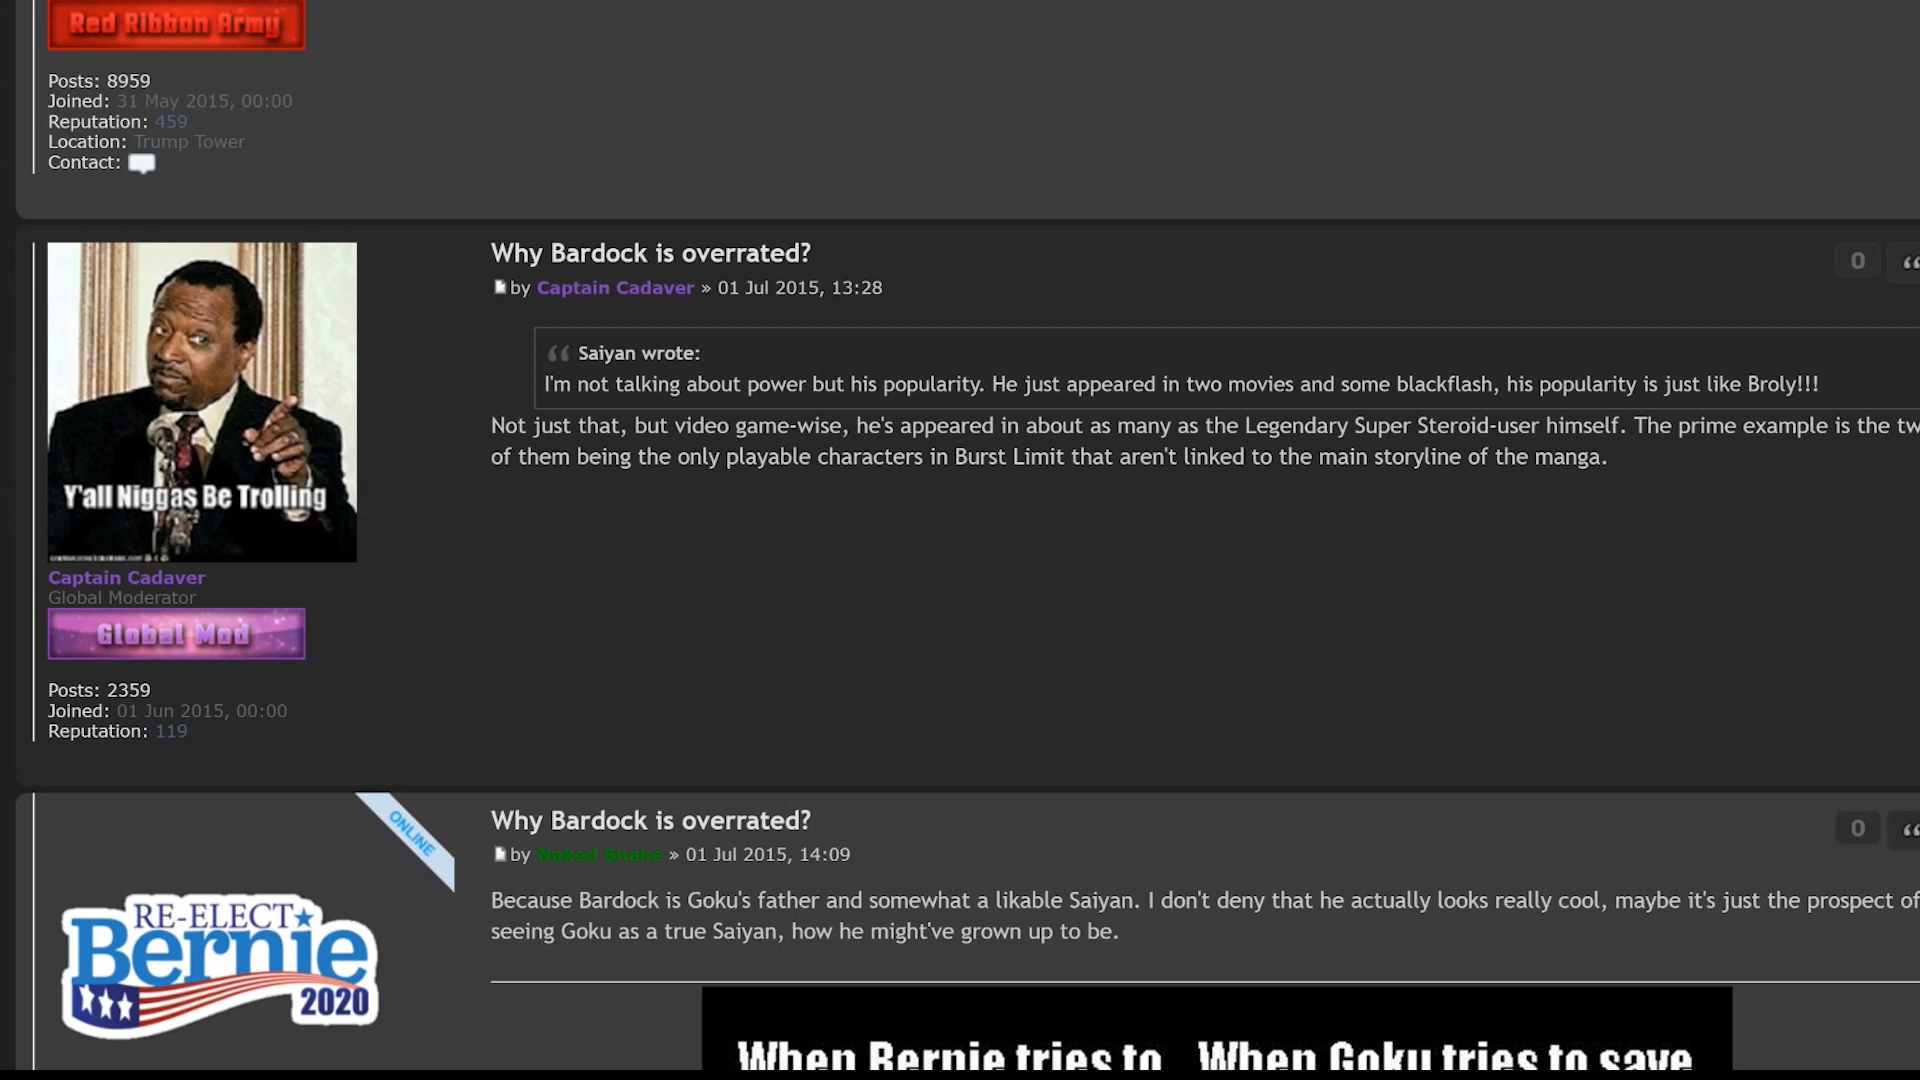 Red Ribbon Army
Posts: 8959
Joined: 31 May 2015, 00:00
Reputation: 459
Location: Trump Tower
Contact:
Why Bardock is overrated?
0
by Captain Cadaver » 01 Jul 2015, 13:28
Saiyan wrote:
I'm not talking about power but his popularity. He just appeared in two movies and some blackflash, his popularity is just like Broly!!!
Not just that, but video game-wise, he's appeared in about as many as the Legendary Super Steroid-user himself. The prime example is the tw
of them being the only playable characters in Burst Limit that aren't linked to the main storyline of the manga.
Y'all Niggas Be Trolling
Captain Cadaver
Global Moderator
Global Mod
Posts: 2359
Joined: 01 Jun 2015, 00:00
Reputation: 119
ONLINE
Why Bardock is overrated?
0
by Naked Snake » 01 Jul 2015, 14:09
Because Bardock is Goku's father and somewhat a likable Saiyan. I don't deny that he actually looks really cool, maybe it's just the prospect of
seeing Goku as a true Saiyan, how he might've grown up to be.
RE-ELECT
Bernie
2020
When Bernie tries to When Goku tries to save